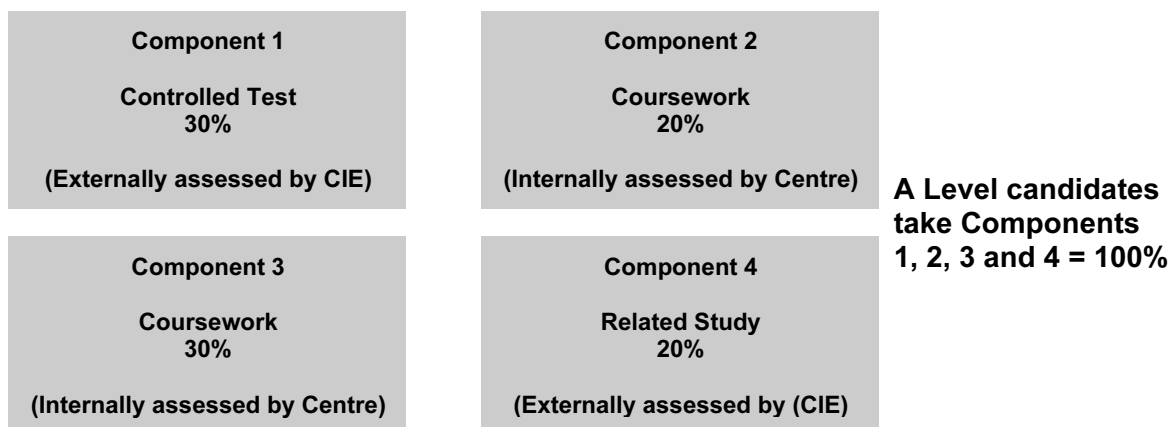 Component 1
Controlled Test
30%
(Externally assessed by CIE)
Component 2
Coursework
20%
(Internally assessed by Centre)
Component 3
Coursework
30%
(Internally assessed by Centre)
Component 4
Related Study
20%
(Externally assessed by (CIE)
A Level candidates
take Components
1, 2, 3 and 4 = 100%